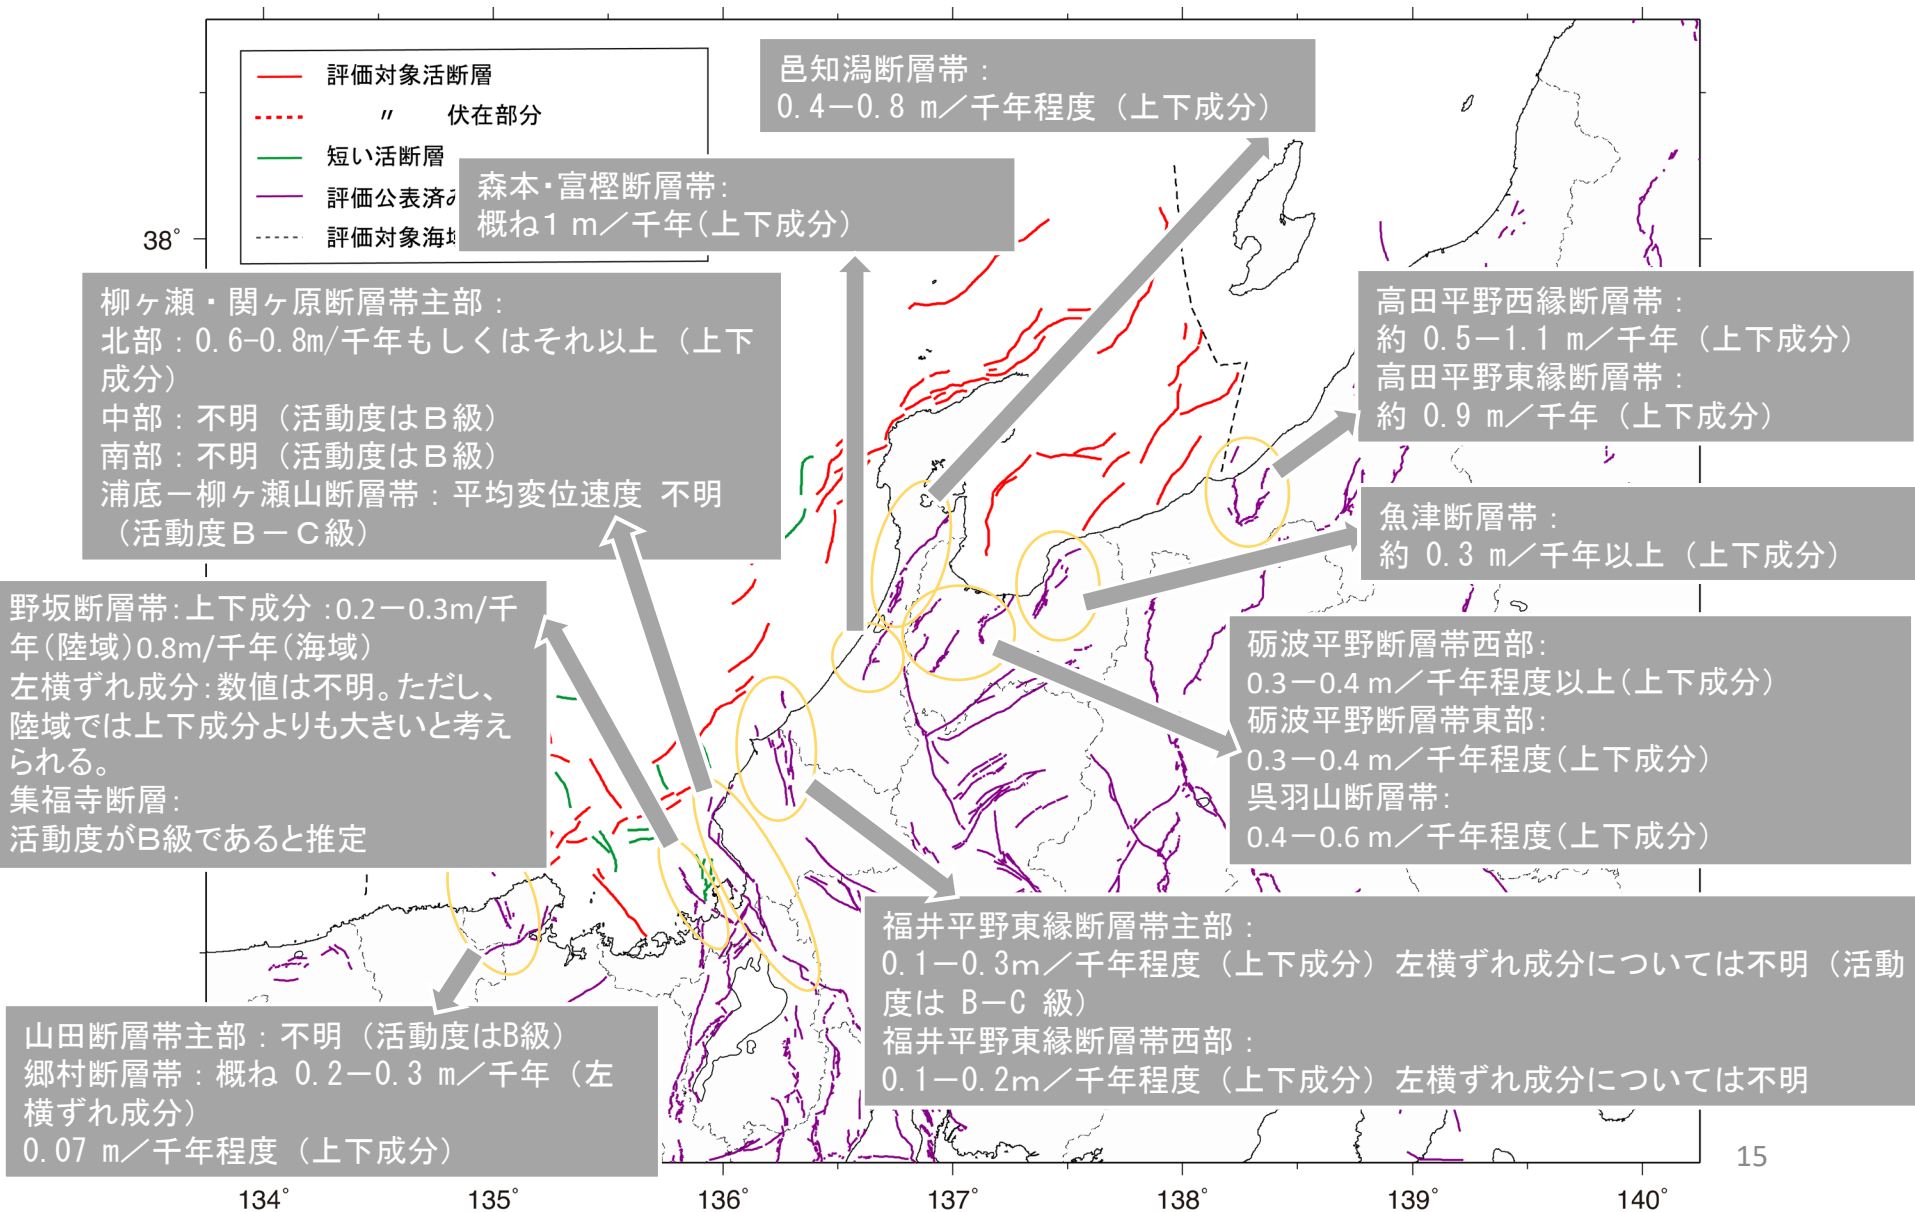 評価対象活断層
〃 伏在部分
短い活断層
評価公表済み
評価対象海域
邑知潟断層帯：
0.4－0.8 m／千年程度（上下成分）
森本・富樫断層帯：
概ね1 m／千年（上下成分）
38°
柳ヶ瀬・関ヶ原断層帯主部：
北部：0.6-0.8m/千年もしくはそれ以上（上下
成分）
中部：不明（活動度はＢ級）
南部：不明（活動度はＢ級）
浦底－柳ヶ瀬山断層帯：平均変位速度 不明
（活動度Ｂ－Ｃ級）
高田平野西縁断層帯：
約 0.5－1.1 m／千年（上下成分）
高田平野東縁断層帯：
約 0.9 m／千年（上下成分）
魚津断層帯：
約 0.3 m／千年以上（上下成分）
野坂断層帯：上下成分：0.2－0.3m/千
年（陸域）0.8m/千年（海域）
左横ずれ成分：数値は不明。ただし、
陸域では上下成分よりも大きいと考え
られる。
集福寺断層：
活動度がB級であると推定
砺波平野断層帯西部：
0.3－0.4 m／千年程度以上（上下成分）
砺波平野断層帯東部：
0.3－0.4 m／千年程度（上下成分）
呉羽山断層帯：
0.4－0.6 m／千年程度（上下成分）
福井平野東縁断層帯主部：
0.1－0.3m／千年程度（上下成分）左横ずれ成分については不明（活動
度は B－C 級）
福井平野東縁断層帯西部：
0.1－0.2m／千年程度（上下成分）左横ずれ成分については不明
山田断層帯主部：不明（活動度はB級）
郷村断層帯：概ね 0.2－0.3 m／千年（左
横ずれ成分）
0.07 m／千年程度（上下成分）
15
134° 135° 136° 137° 138° 139° 140°